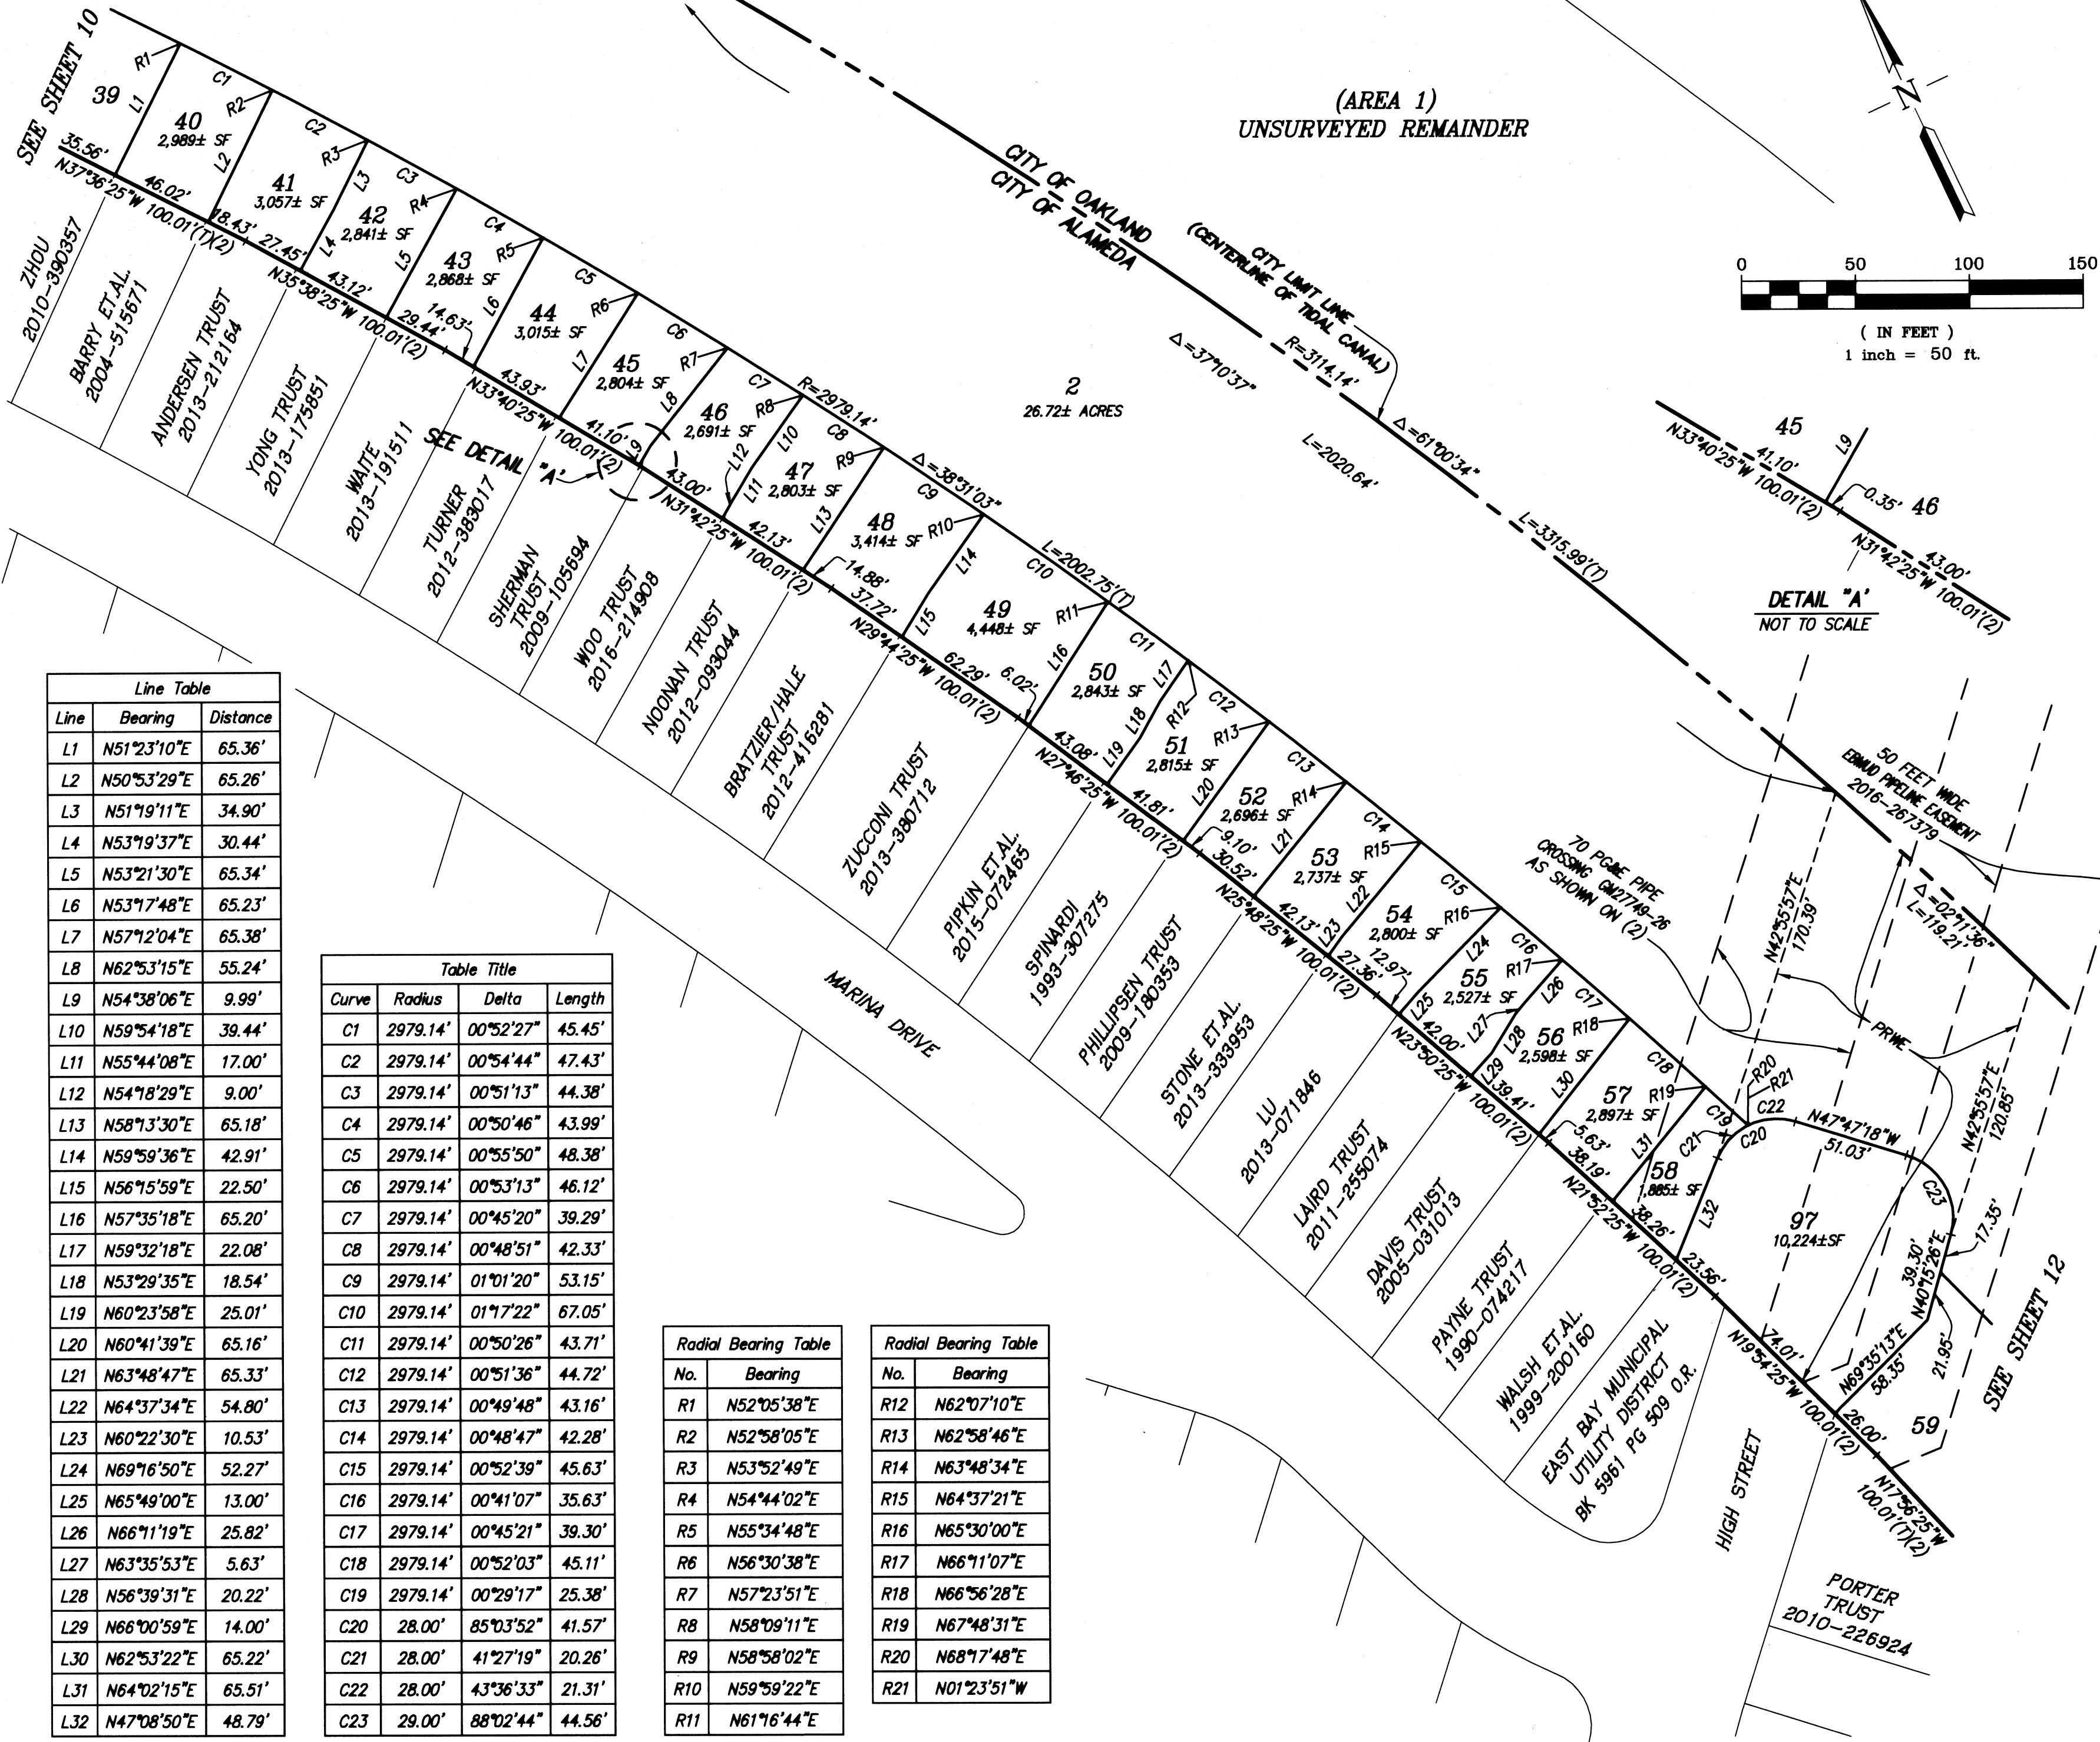 SEE SHEET 10
39
R1
L1
C1
40
2,989± SF
R2
L2
C2
41
3,057± SF
R3
L3
L4
C3
42
2,841± SF
R4
L5
C4
43
2,868± SF
R5
L6
C5
44
3,015± SF
R6
L7
C6
45
2,804± SF
R7
L8
C7
46
2,691± SF
R8
L10
L12
L11
C8
47
2,803± SF
R9
L13
C9
48
3,414± SF
R10
L14
L15
C10
49
4,448± SF
R11
L16
C11
50
2,843± SF
L17
L18
L19
R12
C12
51
2,815± SF
R13
L20
C13
52
2,696± SF
R14
L21
C14
53
2,737± SF
R15
L22
L23
C15
54
2,800± SF
R16
L24
L25
C16
55
2,527± SF
R17
L26
L27
L28
L29
C17
56
2,598± SF
R18
L30
C18
57
2,897± SF
R19
L31
C19
C21
C20
C22
R20
R21
58
1,885± SF
L32
97
10,224±SF
C23
59
35.56'
N37°36'25"W 100.01'(T)(2)
46.02'
18.43'
27.45'
N35°38'25"W 100.01'(2)
43.12'
29.44'
14.63'
N33°40'25"W 100.01'(2)
43.93'
41.10'
SEE DETAIL "A"
43.00'
N31°42'25"W 100.01'(2)
42.13'
14.88'
37.72'
N29°44'25"W 100.01'(2)
62.29'
6.02'
43.08'
N27°46'25"W 100.01'(2)
41.81'
9.10'
30.52'
N25°48'25"W 100.01'(2)
42.13'
27.36'
12.97'
N23°50'25"W 100.01'(2)
42.00'
39.41'
5.63'
38.19'
N21°52'25"W 100.01'(2)
38.26'
23.56'
74.01'
N19°54'25"W 100.01'(2)
26.00'
N17°56'25"W
100.01'(T)(2)
N47°47'18"W
51.03'
N40°15'26"E
39.30'
17.35'
21.95'
N69°35'13"E
58.35'
N42°55'57"E
170.39'
N42°55'57"E
120.85'
PRWE
SEE SHEET 12
R=2979.14'
Δ=38°31'03"
L=2002.75'(T)
2
26.72± ACRES
Δ=37°10'37"
R=3114.14'
L=2020.64'
Δ=61°00'34"
L=3315.99'(T)
Δ=02°11'36"
L=119.21'
CITY OF OAKLAND
CITY OF ALAMEDA
CITY LIMIT LINE
(CENTERLINE OF TIDAL CANAL)
(AREA 1)
UNSURVEYED REMAINDER
N
0 50 100 150
( IN FEET )
1 inch = 50 ft.
45
L9
N33°40'25"W 100.01'(2)
41.10'
0.35'
46
N31°42'25"W 100.01'(2)
43.00'
DETAIL "A"
NOT TO SCALE
50 FEET WIDE
EBMUD PIPELINE EASEMENT
2016-267379
70 PG&E PIPE
CROSSING GM27749-26
AS SHOWN ON (2)
ZHOU
2010-390357
BARRY ET.AL.
2004-515671
ANDERSEN TRUST
2013-212164
YONG TRUST
2013-175851
WAITE
2013-191511
TURNER
2012-383017
SHERMAN
TRUST
2009-105694
WOO TRUST
2016-214908
NOONAN TRUST
2012-093044
BRATZIER/HALE
TRUST
2012-416281
ZUCCONI TRUST
2013-380712
PIPKIN ET.AL.
2015-072465
SPINARDI
1993-307275
PHILLIPSEN TRUST
2009-180353
STONE ET.AL.
2013-333953
LU
2013-071846
LAIRD TRUST
2011-255074
DAVIS TRUST
2005-031013
PAYNE TRUST
1990-074217
WALSH ET.AL.
1999-200160
EAST BAY MUNICIPAL
UTILITY DISTRICT
BK 5961 PG 509 O.R.
HIGH STREET
PORTER
TRUST
2010-226924
MARINA DRIVE
Line Table
Line Bearing Distance
L1 N51°23'10"E 65.36'
L2 N50°53'29"E 65.26'
L3 N51°19'11"E 34.90'
L4 N53°19'37"E 30.44'
L5 N53°21'30"E 65.34'
L6 N53°17'48"E 65.23'
L7 N57°12'04"E 65.38'
L8 N62°53'15"E 55.24'
L9 N54°38'06"E 9.99'
L10 N59°54'18"E 39.44'
L11 N55°44'08"E 17.00'
L12 N54°18'29"E 9.00'
L13 N58°13'30"E 65.18'
L14 N59°59'36"E 42.91'
L15 N56°15'59"E 22.50'
L16 N57°35'18"E 65.20'
L17 N59°32'18"E 22.08'
L18 N53°29'35"E 18.54'
L19 N60°23'58"E 25.01'
L20 N60°41'39"E 65.16'
L21 N63°48'47"E 65.33'
L22 N64°37'34"E 54.80'
L23 N60°22'30"E 10.53'
L24 N69°16'50"E 52.27'
L25 N65°49'00"E 13.00'
L26 N66°11'19"E 25.82'
L27 N63°35'53"E 5.63'
L28 N56°39'31"E 20.22'
L29 N66°00'59"E 14.00'
L30 N62°53'22"E 65.22'
L31 N64°02'15"E 65.51'
L32 N47°08'50"E 48.79'
Table Title
Curve Radius Delta Length
C1 2979.14' 00°52'27" 45.45'
C2 2979.14' 00°54'44" 47.43'
C3 2979.14' 00°51'13" 44.38'
C4 2979.14' 00°50'46" 43.99'
C5 2979.14' 00°55'50" 48.38'
C6 2979.14' 00°53'13" 46.12'
C7 2979.14' 00°45'20" 39.29'
C8 2979.14' 00°48'51" 42.33'
C9 2979.14' 01°01'20" 53.15'
C10 2979.14' 01°17'22" 67.05'
C11 2979.14' 00°50'26" 43.71'
C12 2979.14' 00°51'36" 44.72'
C13 2979.14' 00°49'48" 43.16'
C14 2979.14' 00°48'47" 42.28'
C15 2979.14' 00°52'39" 45.63'
C16 2979.14' 00°41'07" 35.63'
C17 2979.14' 00°45'21" 39.30'
C18 2979.14' 00°52'03" 45.11'
C19 2979.14' 00°29'17" 25.38'
C20 28.00' 85°03'52" 41.57'
C21 28.00' 41°27'19" 20.26'
C22 28.00' 43°36'33" 21.31'
C23 29.00' 88°02'44" 44.56'
Radial Bearing Table
No. Bearing
R1 N52°05'38"E
R2 N52°58'05"E
R3 N53°52'49"E
R4 N54°44'02"E
R5 N55°34'48"E
R6 N56°30'38"E
R7 N57°23'51"E
R8 N58°09'11"E
R9 N58°58'02"E
R10 N59°59'22"E
R11 N61°16'44"E
Radial Bearing Table
No. Bearing
R12 N62°07'10"E
R13 N62°58'46"E
R14 N63°48'34"E
R15 N64°37'21"E
R16 N65°30'00"E
R17 N66°11'07"E
R18 N66°56'28"E
R19 N67°48'31"E
R20 N68°17'48"E
R21 N01°23'51"W